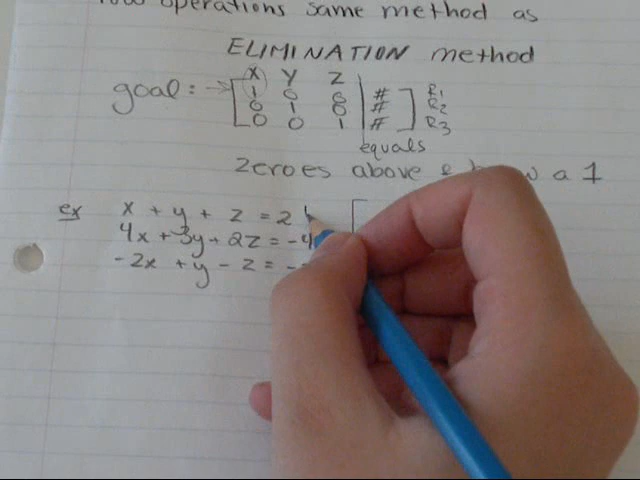 operations same method as
ELIMINATION method
X Y Z
goal: → 1 0 0 # R1
0 1 0 # R2
0 0 1 # R3
equals
Zeroes above a 1
ex x + y + z = 2
4x + 3y + 2z = -4
-2x + y - z = -